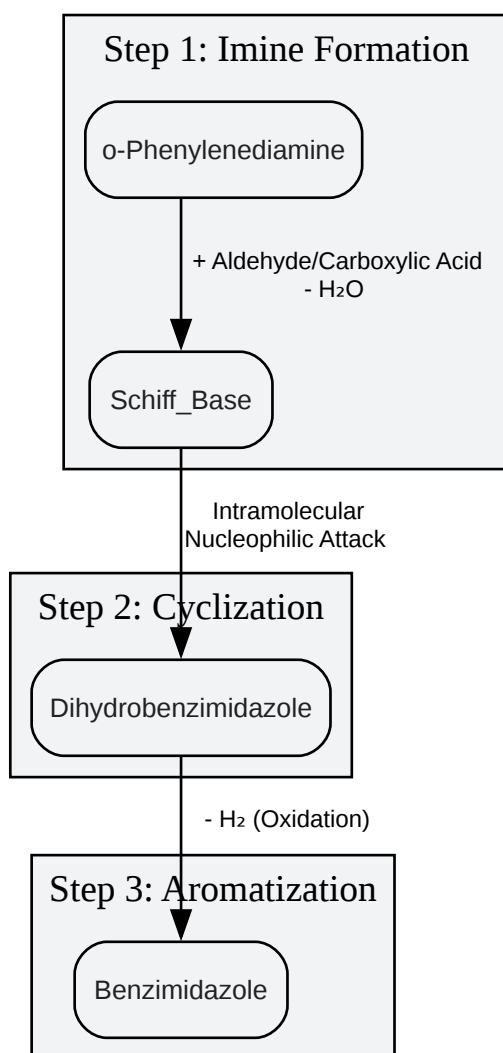 Step 1: Imine Formation
o-Phenylenediamine
+ Aldehyde/Carboxylic Acid
- H₂O
Schiff_Base
Intramolecular
Nucleophilic Attack
Step 2: Cyclization
Dihydrobenzimidazole
- H₂ (Oxidation)
Step 3: Aromatization
Benzimidazole